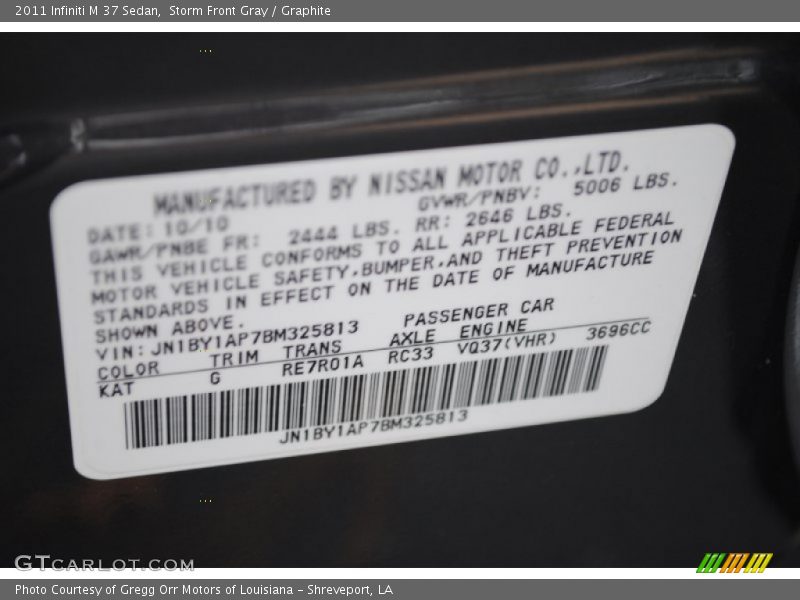 2011 Infiniti M 37 Sedan, Storm Front Gray / Graphite
MANUFACTURED BY NISSAN MOTOR CO.,LTD.
DATE: 10/10 GVWR/PNBV: 5006 LBS.
GAWR/PNBE FR: 2444 LBS. RR: 2646 LBS.
THIS VEHICLE CONFORMS TO ALL APPLICABLE FEDERAL
MOTOR VEHICLE SAFETY,BUMPER,AND THEFT PREVENTION
STANDARDS IN EFFECT ON THE DATE OF MANUFACTURE
SHOWN ABOVE.
VIN: JN1BY1AP7BM325813 PASSENGER CAR
COLOR TRIM TRANS AXLE ENGINE
KAT G RE7R01A RC33 VQ37(VHR) 3696CC
JN1BY1AP7BM325813
GTCARLOT.COM
Photo Courtesy of Gregg Orr Motors of Louisiana - Shreveport, LA